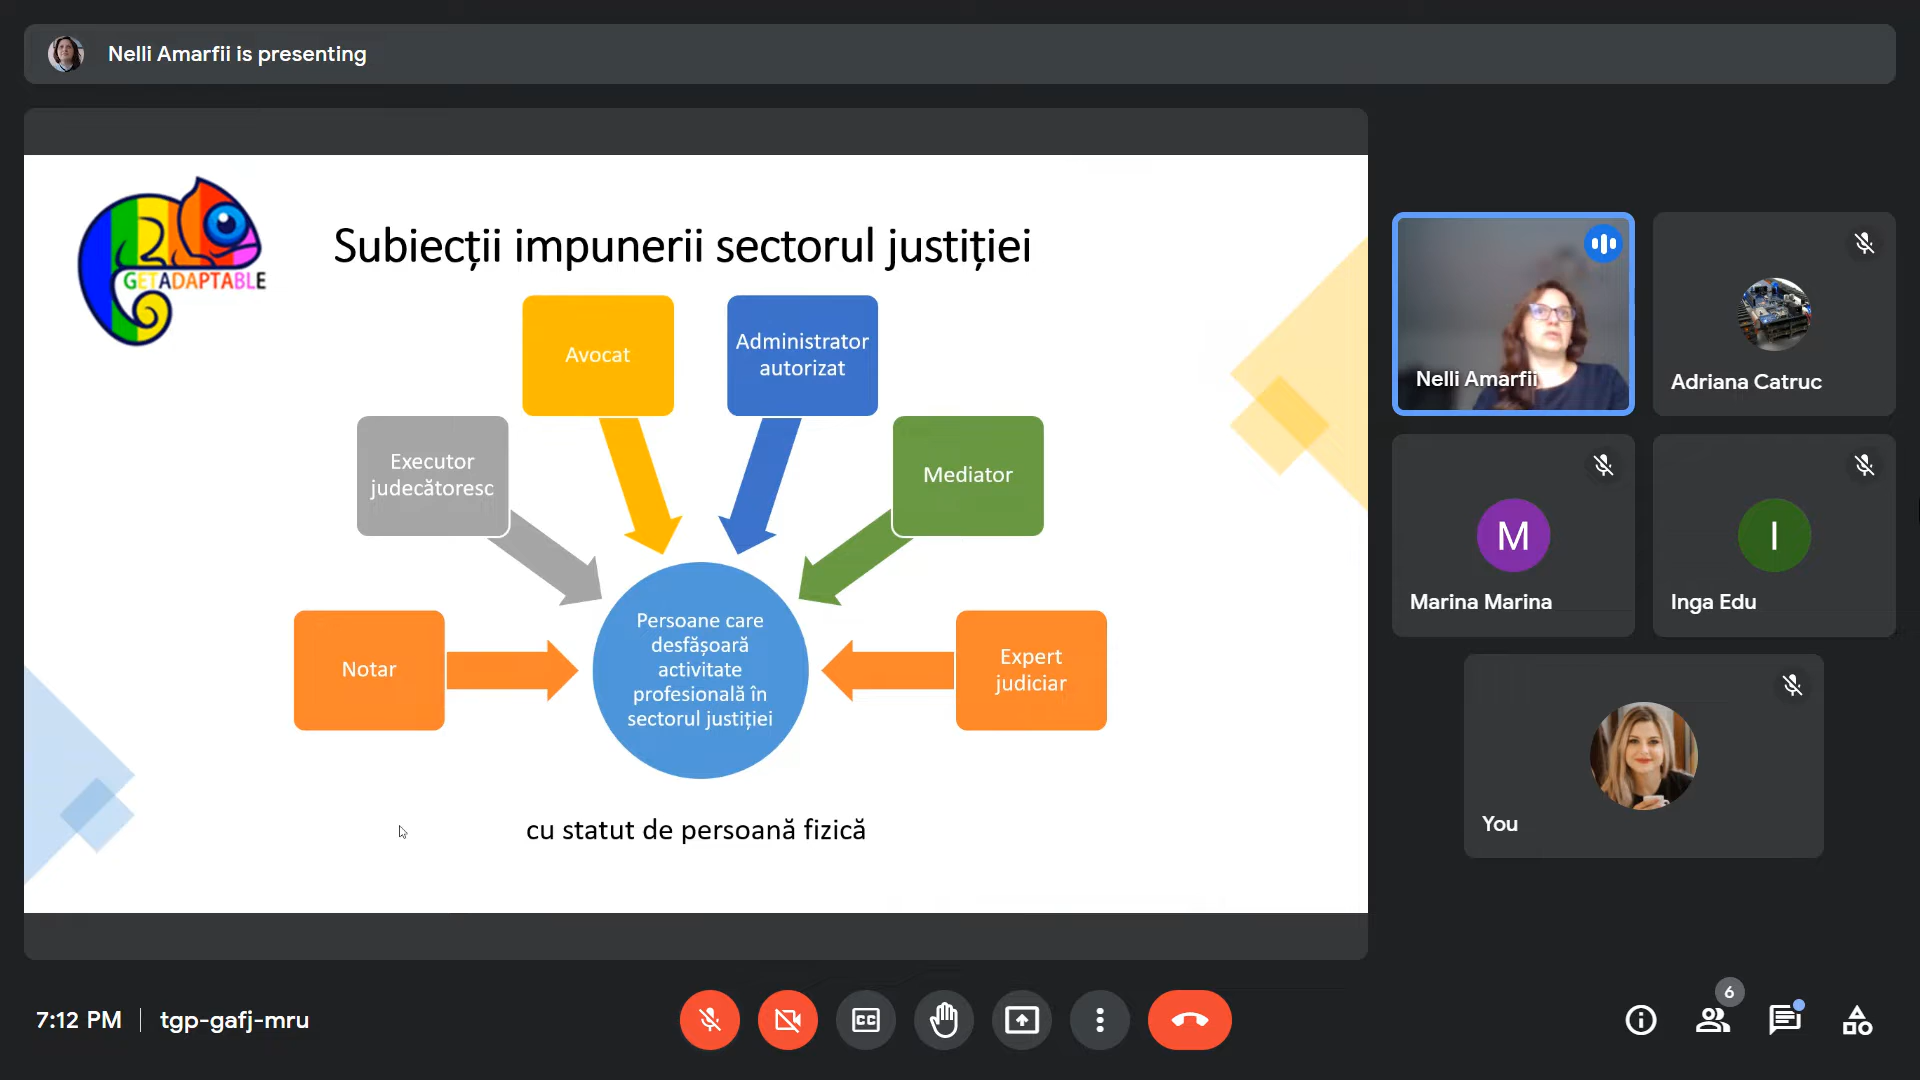 Nelli Amarfii is presenting
GETADAPTABLE
Subiecții impunerii sectorul justiției
Avocat
Administrator
autorizat
Executor
judecătoresc
Mediator
Notar
Persoane care
desfășoară
activitate
profesională în
sectorul justiției
Expert
judiciar
cu statut de persoană fizică
Nelli Amarfii
Adriana Catruc
M
Marina Marina
I
Inga Edu
You
7:12 PM
tgp-gafj-mru
CC
6